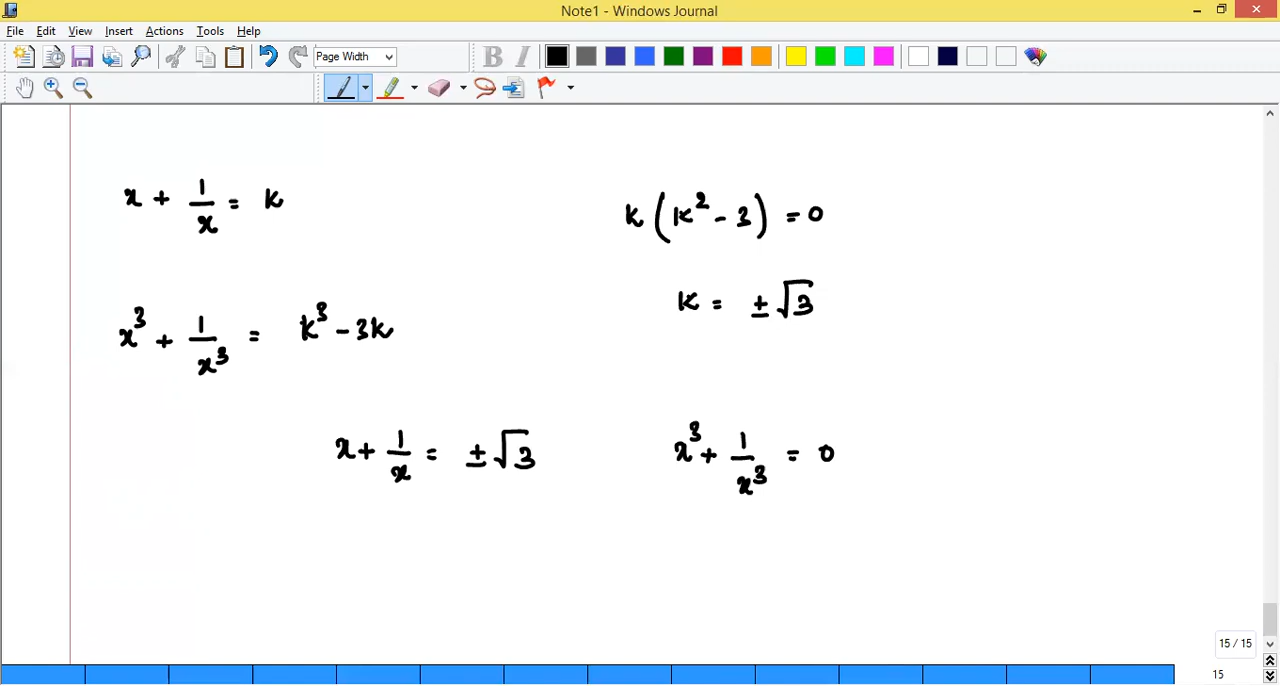 Note1 - Windows Journal
File Edit View Insert Actions Tools Help
Page Width
B I
x + 1/x = k
k(k² - 3) = 0
k = ±√3
x³ + 1/x³ = k³ - 3k
x + 1/x = ±√3
x³ + 1/x³ = 0
15 / 15
15